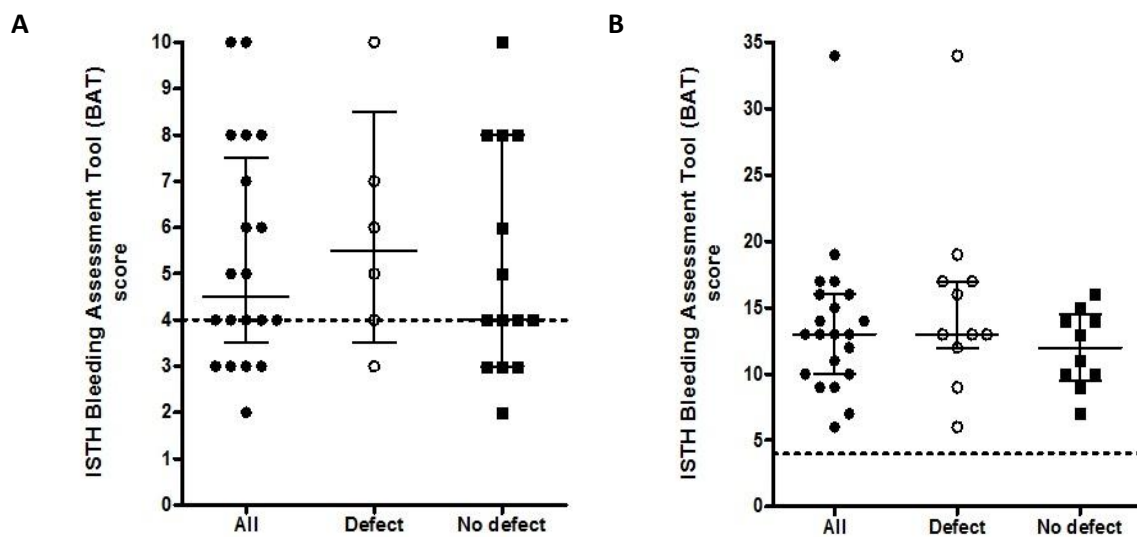 A
ISTH Bleeding Assessment Tool (BAT)
score
10
9
8
7
6
5
4
3
2
1
0
All
Defect
No defect
B
ISTH Bleeding Assessment Tool (BAT)
score
35
30
25
20
15
10
5
0
All
Defect
No defect